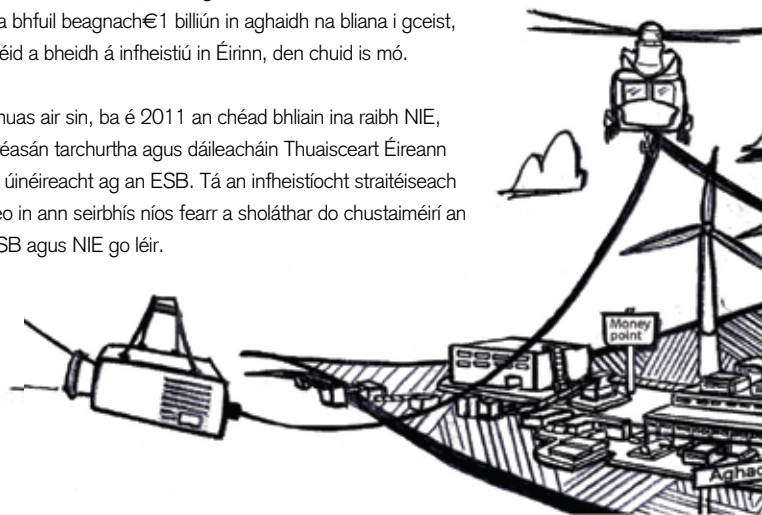 a bhfuil beagnach€1 billiún in aghaidh na bliana i gceist,
éid a bheidh á infheistiú in Éirinn, den chuid is mó.
nuas air sin, ba é 2011 an chéad bhliain ina raibh NIE,
éasán tarchurtha agus dáileacháin Thuaisceart Éireann
úinéireacht ag an ESB. Tá an infheistíocht straitéiseach
eo in ann seirbhís níos fearr a sholáthar do chustaiméirí an
SB agus NIE go léir.
Money
point
Aghad